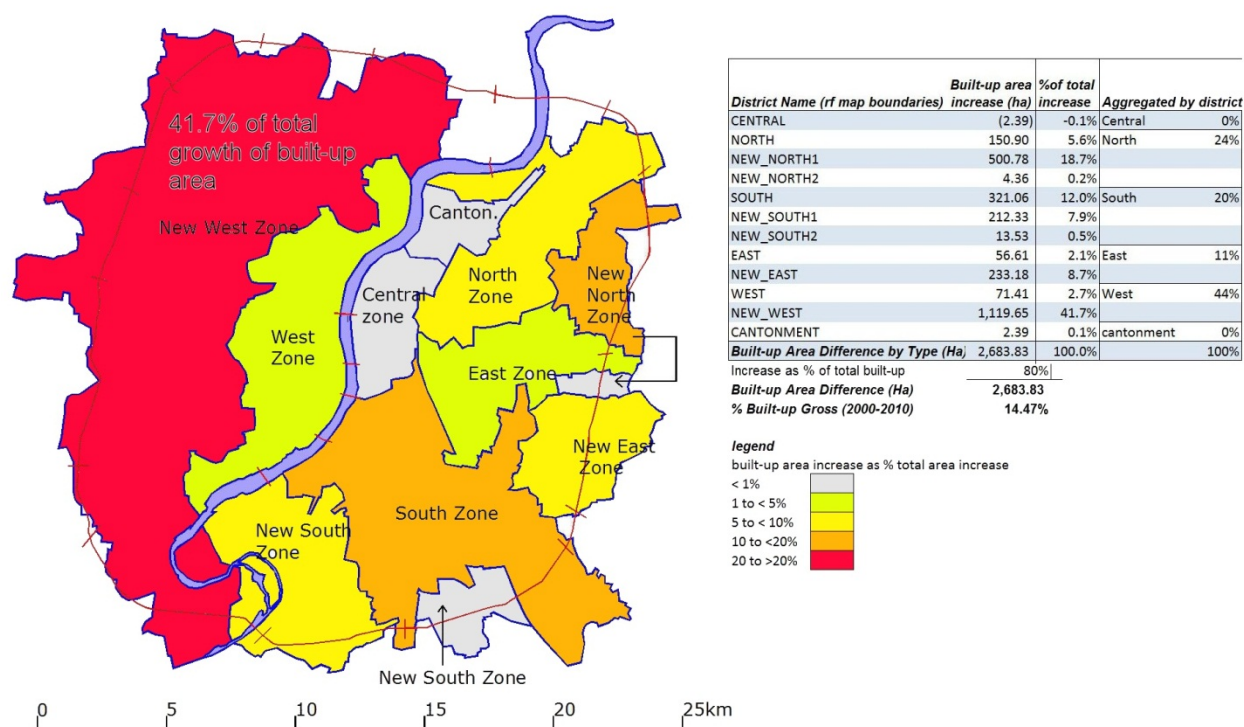 41.7% of total
growth of built-up
area
New West Zone
Canton.
North
Zone
New
North
Zone
Central
zone
West
Zone
East Zone
New East
Zone
South Zone
New South
Zone
New South Zone
0 5 10 15 20 25km
District Name (rf map boundaries) Built-up area increase (ha) %of total increase Aggregated by district
CENTRAL (2.39) -0.1% Central 0%
NORTH 150.90 5.6% North 24%
NEW_NORTH1 500.78 18.7%
NEW_NORTH2 4.36 0.2%
SOUTH 321.06 12.0% South 20%
NEW_SOUTH1 212.33 7.9%
NEW_SOUTH2 13.53 0.5%
EAST 56.61 2.1% East 11%
NEW_EAST 233.18 8.7%
WEST 71.41 2.7% West 44%
NEW_WEST 1,119.65 41.7%
CANTONMENT 2.39 0.1% cantonment 0%
Built-up Area Difference by Type (Ha) 2,683.83 100.0% 100%
Increase as % of total built-up 80%
Built-up Area Difference (Ha) 2,683.83
% Built-up Gross (2000-2010) 14.47%
legend
built-up area increase as % total area increase
< 1%
1 to < 5%
5 to < 10%
10 to <20%
20 to >20%